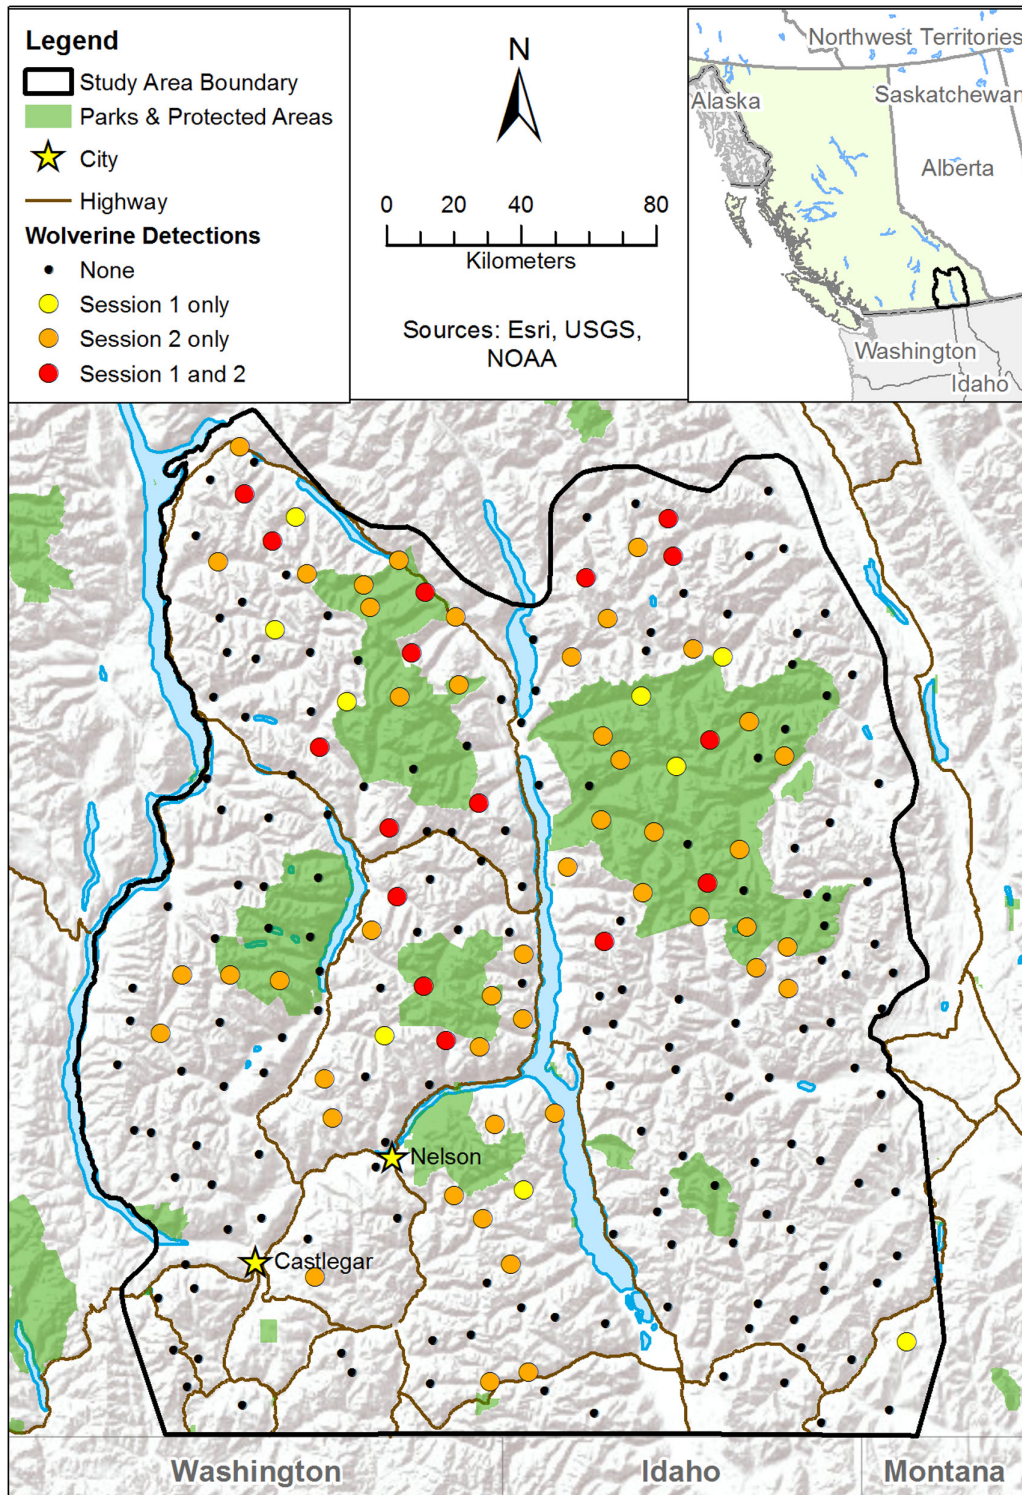 Legend
Study Area Boundary
Parks & Protected Areas
City
Highway
Wolverine Detections
None
Session 1 only
Session 2 only
Session 1 and 2
N
0 20 40 80
Kilometers
Sources: Esri, USGS,
NOAA
Northwest Territories
Alaska
Saskatchewan
Alberta
Washington
Idaho
Nelson
Castlegar
Washington
Idaho
Montana